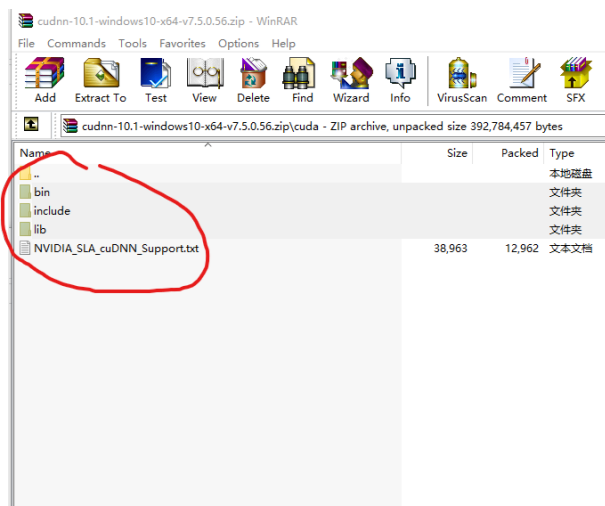 cudnn-10.1-windows10-x64-v7.5.0.56.zip - WinRAR
File Commands Tools Favorites Options Help
Add Extract To Test View Delete Find Wizard Info VirusScan Comment SFX
cudnn-10.1-windows10-x64-v7.5.0.56.zip\cuda - ZIP archive, unpacked size 392,784,457 bytes
Name Size Packed Type
.. 本地磁盘
bin 文件夹
include 文件夹
lib 文件夹
NVIDIA_SLA_cuDNN_Support.txt 38,963 12,962 文本文档